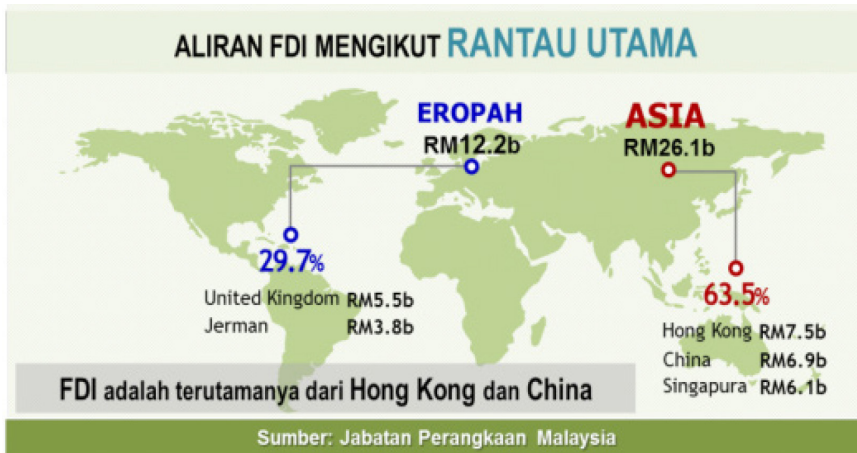 ALIRAN FDI MENGIKUT RANTAU UTAMA
EROPAH
RM12.2b
29.7%
United Kingdom RM5.5b
Jerman RM3.8b
ASIA
RM26.1b
63.5%
Hong Kong RM7.5b
China RM6.9b
Singapura RM6.1b
FDI adalah terutamanya dari Hong Kong dan China
Sumber: Jabatan Perangkaan Malaysia